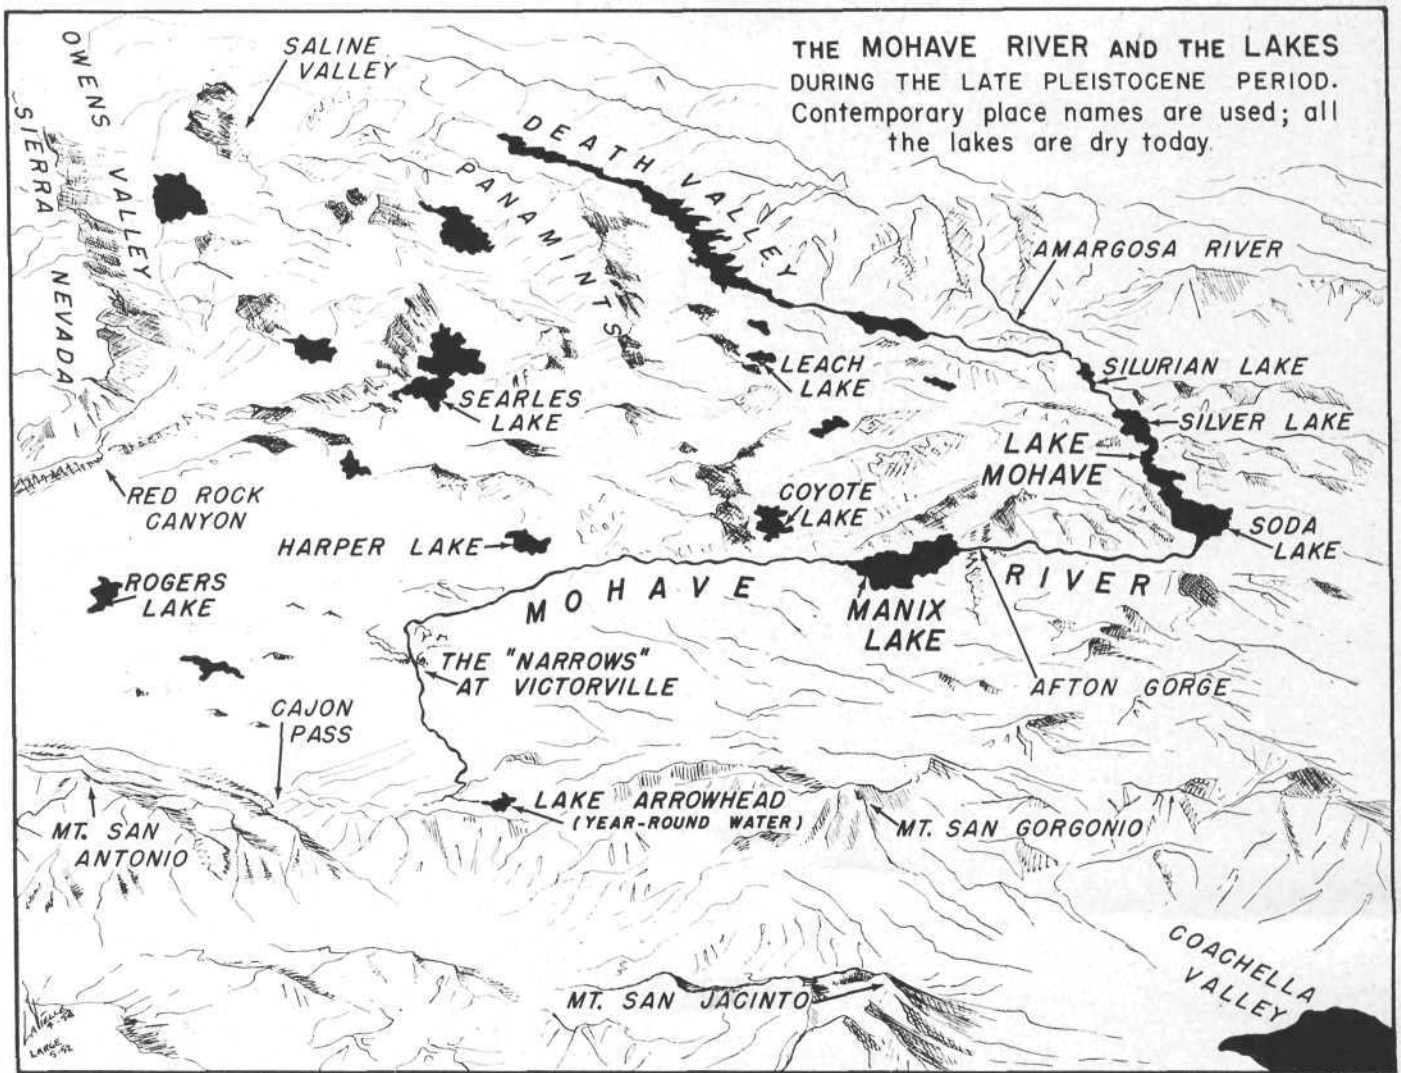 THE MOHAVE RIVER AND THE LAKES
DURING THE LATE PLEISTOCENE PERIOD.
Contemporary place names are used; all
the lakes are dry today.
OWENS VALLEY
SIERRA NEVADA
SALINE
VALLEY
DEATH VALLEY
PANAMINTS
AMARGOSA RIVER
LEACH
LAKE
SILURIAN LAKE
SEARLES
LAKE
SILVER LAKE
LAKE
MOHAVE
RED ROCK
CANYON
COYOTE
LAKE
HARPER LAKE
SODA
LAKE
ROGERS
LAKE
MOHAVE RIVER
MANIX
LAKE
THE "NARROWS"
AT VICTORVILLE
AFTON GORGE
CAJON
PASS
LAKE ARROWHEAD
(YEAR-ROUND WATER)
MT. SAN
ANTONIO
MT. SAN GORGONIO
COACHELLA
VALLEY
MT. SAN JACINTO
LARGE
5-52